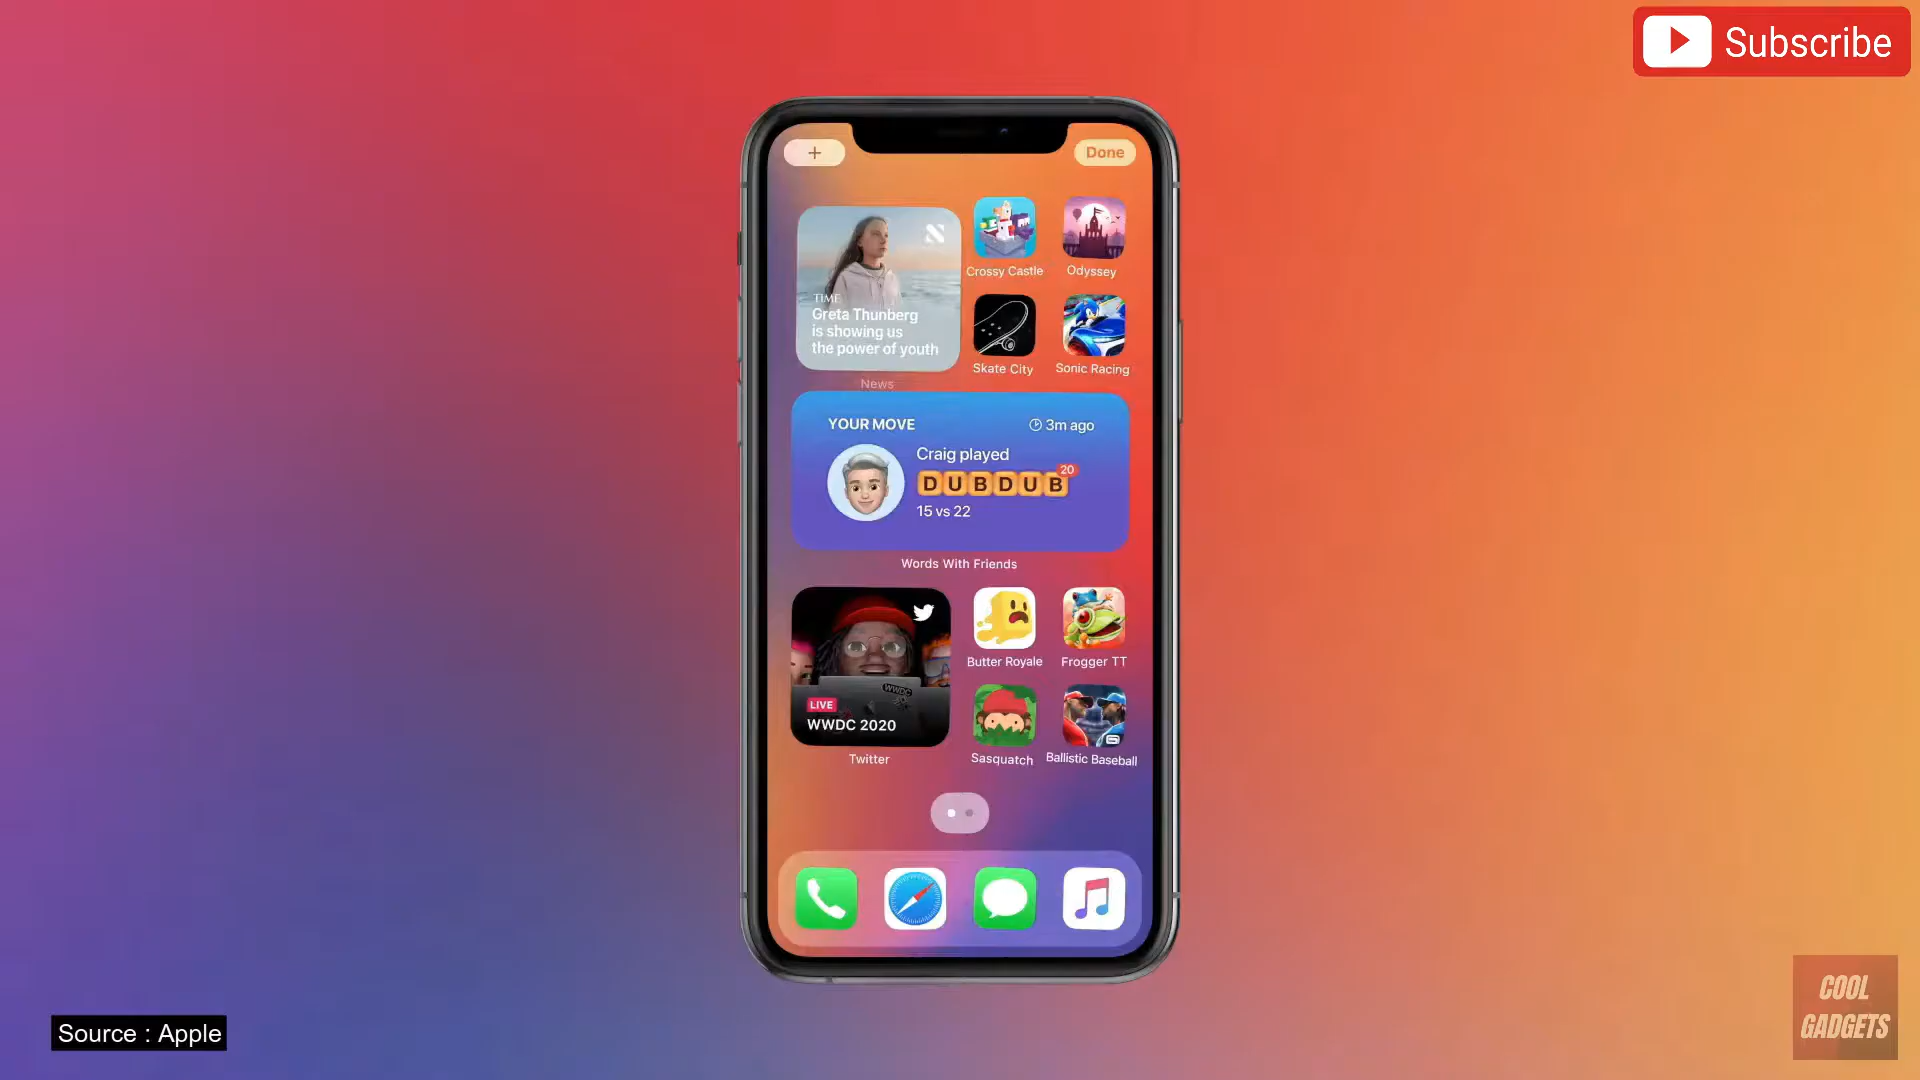 Subscribe
+
Done
TIME
Greta Thunberg
is showing us
the power of youth
News
Crossy Castle
Odyssey
Skate City
Sonic Racing
YOUR MOVE
3m ago
Craig played
DUBDUB
20
15 vs 22
Words With Friends
WWDC
LIVE
WWDC 2020
Twitter
Butter Royale
Frogger TT
Sasquatch
Ballistic Baseball
Source : Apple
COOL
GADGETS